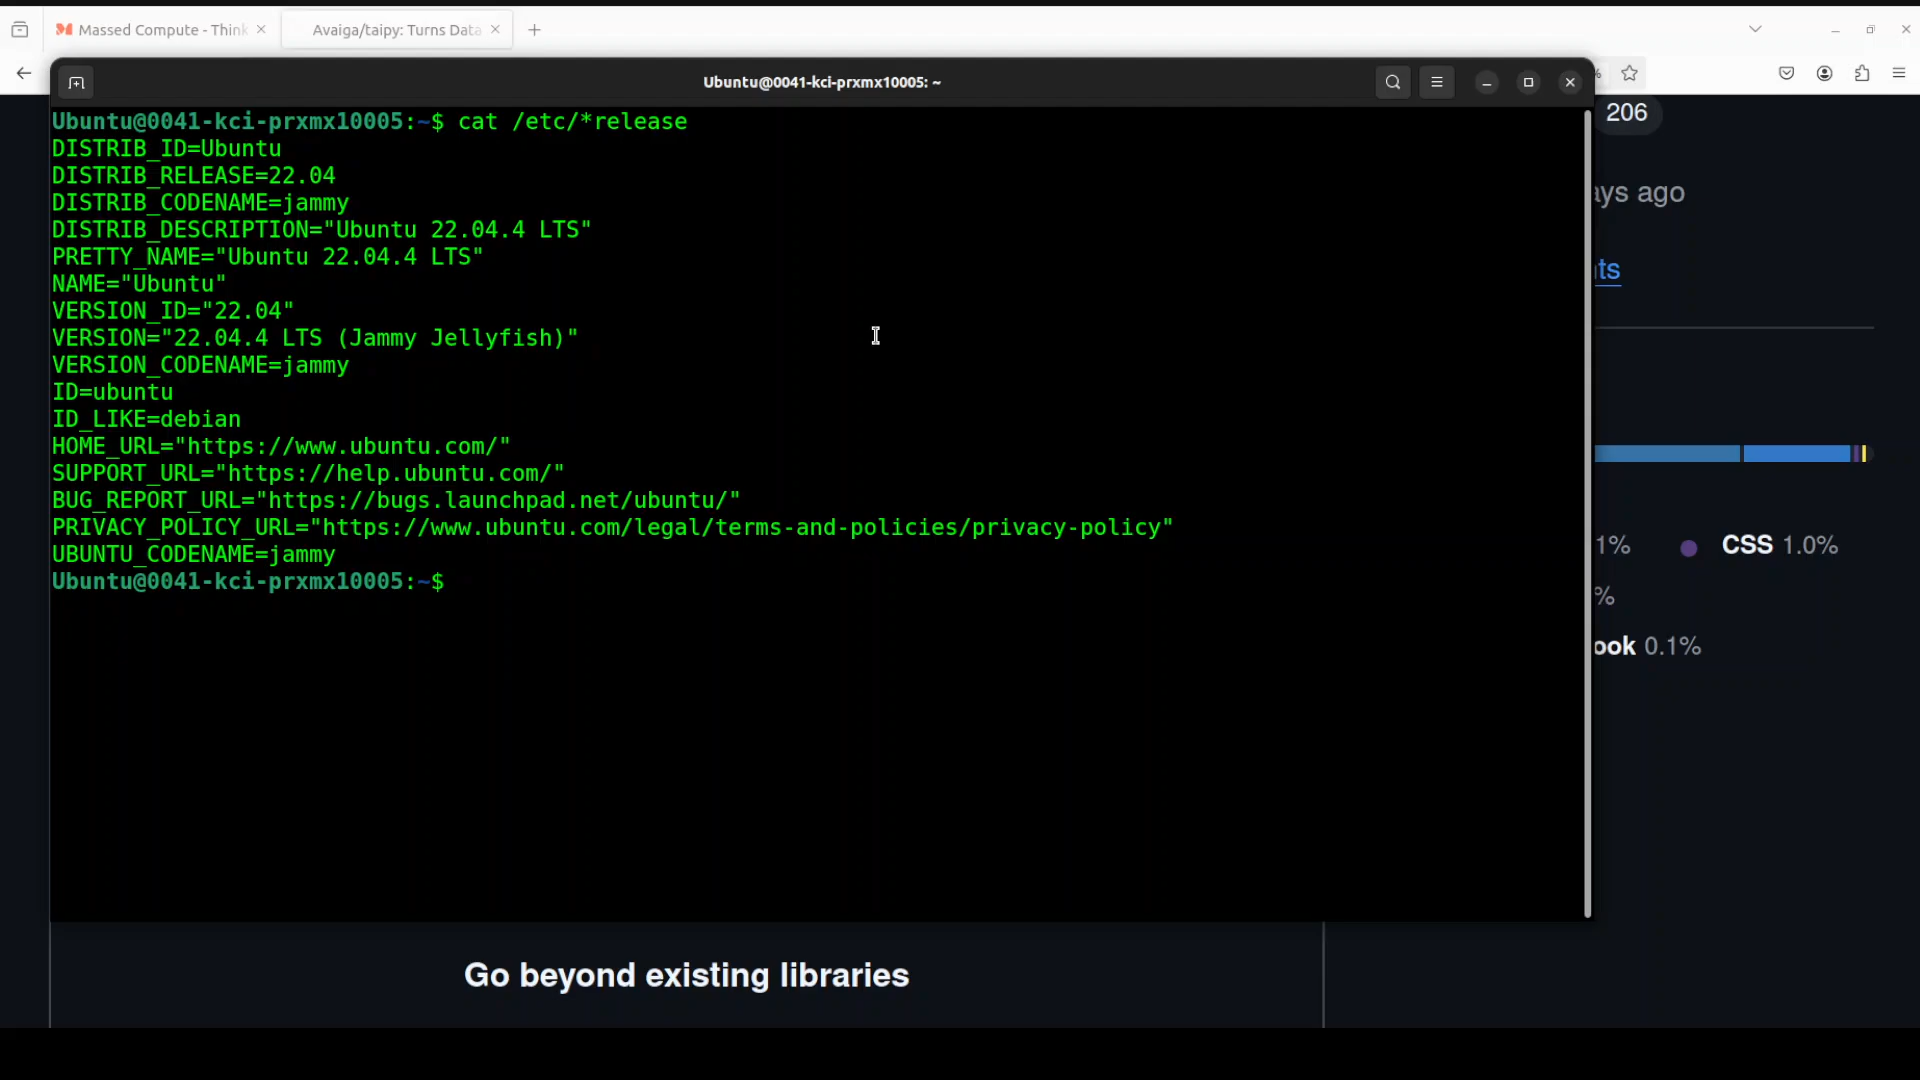 Massed Compute - Think
Avaiga/taipy: Turns Data
Ubuntu@0041-kci-prxmx10005: ~
%
206
Ubuntu@0041-kci-prxmx10005:~$ cat /etc/*release
DISTRIB_ID=Ubuntu
DISTRIB_RELEASE=22.04
ays ago
DISTRIB_CODENAME=jammy
DISTRIB_DESCRIPTION="Ubuntu 22.04.4 LTS"
PRETTY_NAME="Ubuntu 22.04.4 LTS"
ts
NAME="Ubuntu"
VERSION_ID="22.04"
VERSION="22.04.4 LTS (Jammy Jellyfish)"
VERSION_CODENAME=jammy
ID=ubuntu
ID_LIKE=debian
HOME_URL="https://www.ubuntu.com/"
SUPPORT_URL="https://help.ubuntu.com/"
BUG_REPORT_URL="https://bugs.launchpad.net/ubuntu/"
PRIVACY_POLICY_URL="https://www.ubuntu.com/legal/terms-and-policies/privacy-policy"
UBUNTU_CODENAME=jammy
Ubuntu@0041-kci-prxmx10005:~$
1% CSS 1.0%
%
ook 0.1%
Go beyond existing libraries